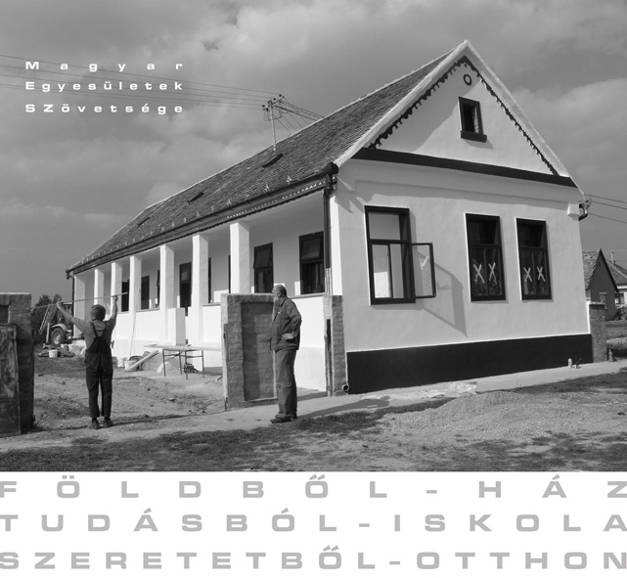 Magyar
Egyesületek
SZövetsége
FÖLDBŐL-HÁZ
TUDÁSBÓL-ISKOLA
SZERETETBŐL-OTTHON